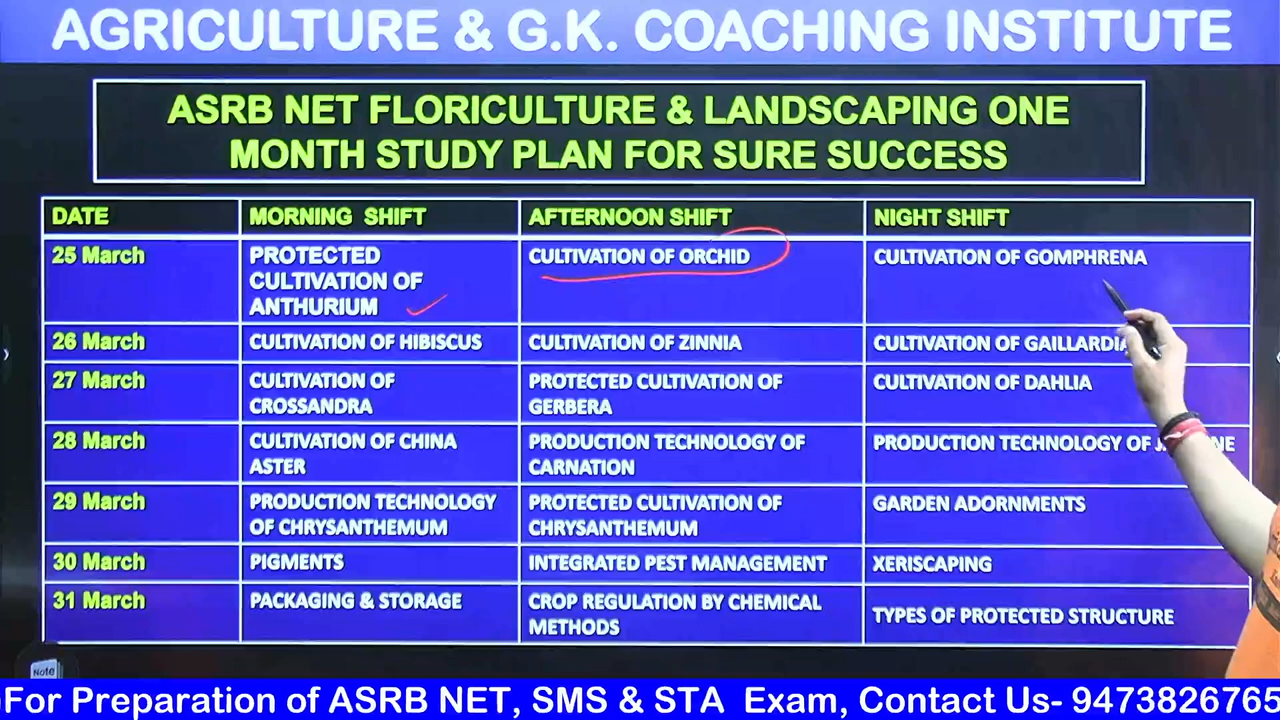 AGRICULTURE & G.K. COACHING INSTITUTE
ASRB NET FLORICULTURE & LANDSCAPING ONE
MONTH STUDY PLAN FOR SURE SUCCESS
DATE MORNING SHIFT AFTERNOON SHIFT NIGHT SHIFT
25 March PROTECTED CULTIVATION OF ORCHID CULTIVATION OF GOMPHRENA
CULTIVATION OF
ANTHURIUM
26 March CULTIVATION OF HIBISCUS CULTIVATION OF ZINNIA CULTIVATION OF GAILLARDIA
27 March CULTIVATION OF PROTECTED CULTIVATION OF CULTIVATION OF DAHLIA
CROSSANDRA GERBERA
28 March CULTIVATION OF CHINA PRODUCTION TECHNOLOGY OF PRODUCTION TECHNOLOGY OF
ASTER CARNATION
29 March PRODUCTION TECHNOLOGY PROTECTED CULTIVATION OF GARDEN ADORNMENTS
OF CHRYSANTHEMUM CHRYSANTHEMUM
30 March PIGMENTS INTEGRATED PEST MANAGEMENT XERISCAPING
31 March PACKAGING & STORAGE CROP REGULATION BY CHEMICAL TYPES OF PROTECTED STRUCTURE
METHODS
Note
For Preparation of ASRB NET, SMS & STA Exam, Contact Us- 9473826765